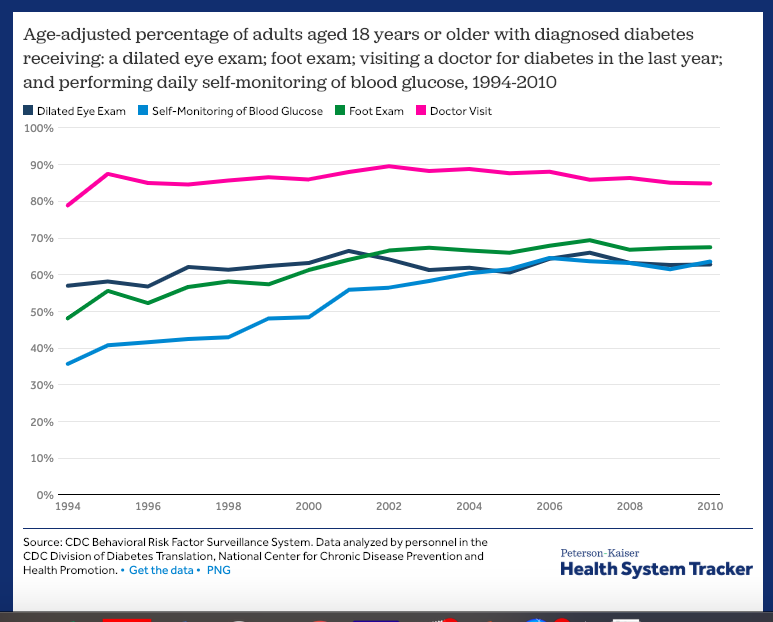 Age-adjusted percentage of adults aged 18 years or older with diagnosed diabetes
receiving: a dilated eye exam; foot exam; visiting a doctor for diabetes in the last year;
and performing daily self-monitoring of blood glucose, 1994-2010
Dilated Eye Exam Self-Monitoring of Blood Glucose Foot Exam Doctor Visit
100%
90%
80%
70%
60%
50%
40%
30%
20%
10%
0%
1994 1996 1998 2000 2002 2004 2006 2008 2010
Source: CDC Behavioral Risk Factor Surveillance System. Data analyzed by personnel in the
CDC Division of Diabetes Translation, National Center for Chronic Disease Prevention and
Health Promotion. • Get the data • PNG
Peterson-Kaiser
Health System Tracker